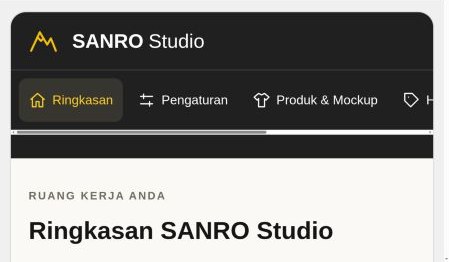 SANRO Studio
Ringkasan Pengaturan Produk & Mockup H
RUANG KERJA ANDA
Ringkasan SANRO Studio